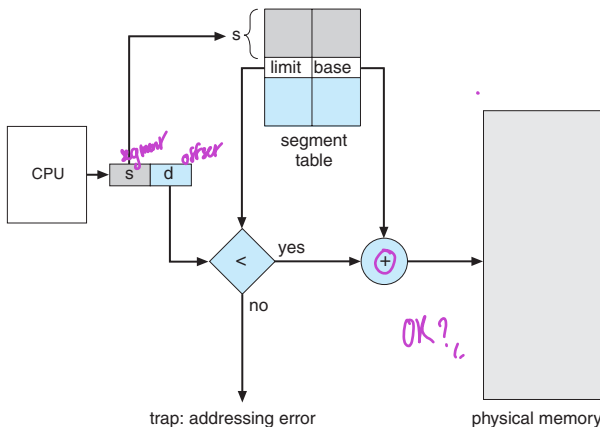 s
limit base
segment
table
segment offset
CPU
s d
<
yes
+
no
OK?
trap: addressing error
physical memory